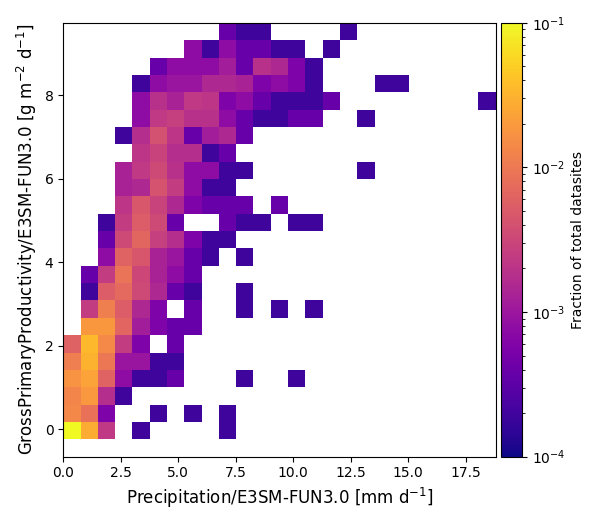 GrossPrimaryProductivity/E3SM-FUN3.0 [g m⁻² d⁻¹]
8
6
4
2
0
0.0 2.5 5.0 7.5 10.0 12.5 15.0 17.5
Precipitation/E3SM-FUN3.0 [mm d⁻¹]
10⁻¹
10⁻²
10⁻³
10⁻⁴
Fraction of total datasites